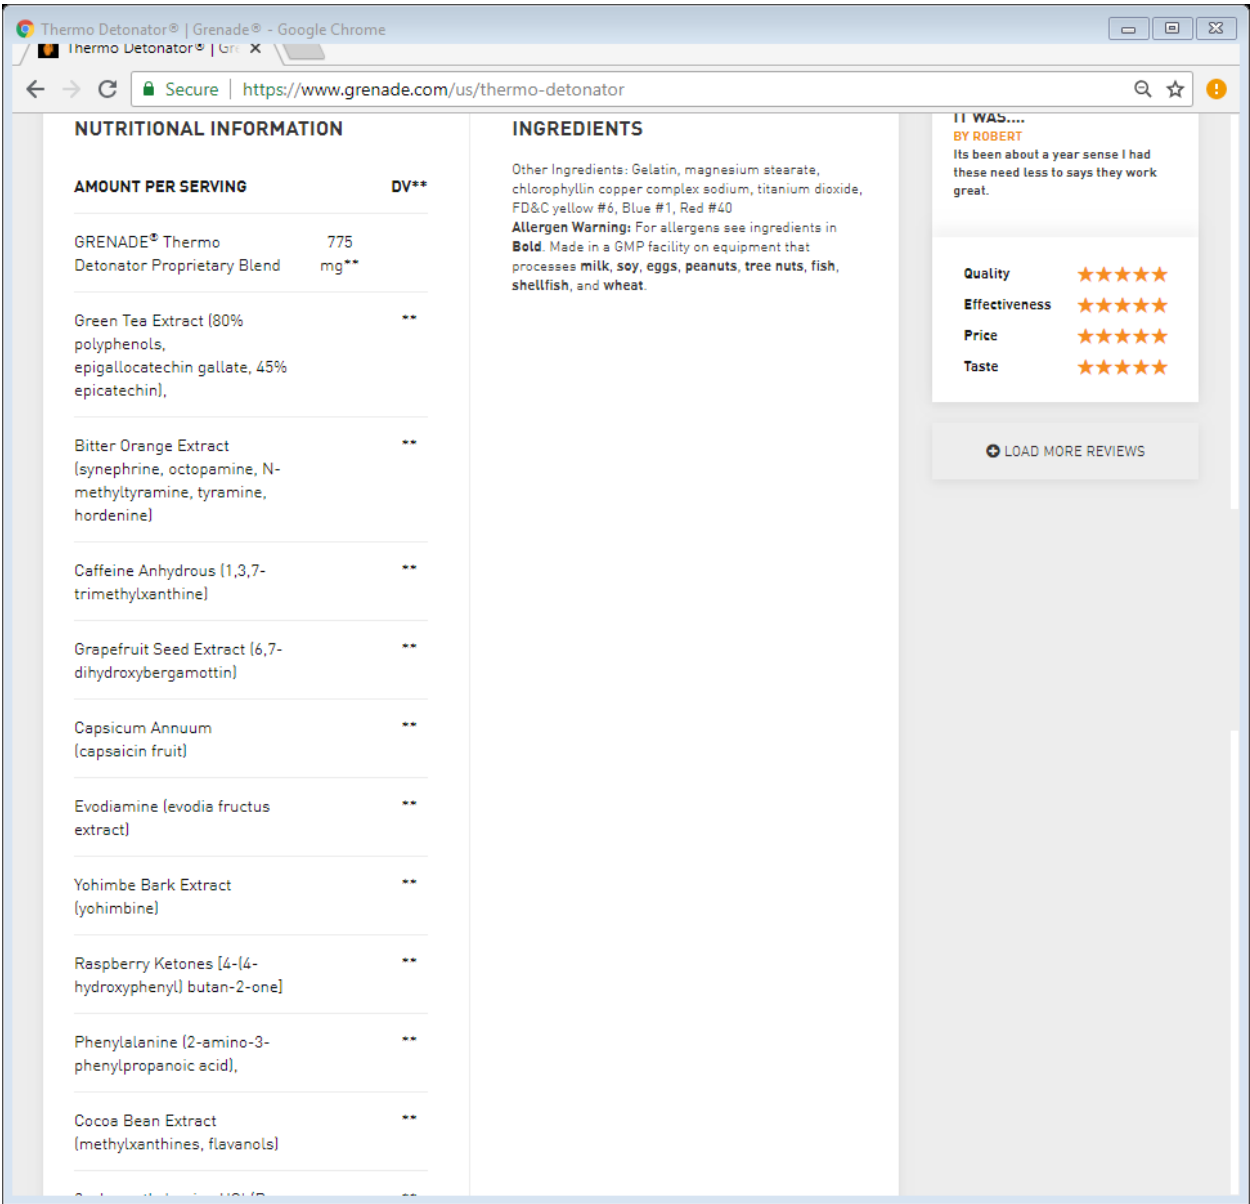 Thermo Detonator® | Grenade® - Google Chrome
Thermo Detonator® | Gr
Secure | https://www.grenade.com/us/thermo-detonator
NUTRITIONAL INFORMATION
AMOUNT PER SERVING DV**
GRENADE® Thermo 775
Detonator Proprietary Blend mg**
Green Tea Extract (80% **
polyphenols,
epigallocatechin gallate, 45%
epicatechin),
Bitter Orange Extract **
(synephrine, octopamine, N-
methyltyramine, tyramine,
hordenine)
Caffeine Anhydrous (1,3,7- **
trimethylxanthine)
Grapefruit Seed Extract (6,7- **
dihydroxybergamottin)
Capsicum Annuum **
(capsaicin fruit)
Evodiamine (evodia fructus **
extract)
Yohimbe Bark Extract **
(yohimbine)
Raspberry Ketones [4-(4- **
hydroxyphenyl) butan-2-one]
Phenylalanine (2-amino-3- **
phenylpropanoic acid),
Cocoa Bean Extract **
(methylxanthines, flavanols)
INGREDIENTS
Other Ingredients: Gelatin, magnesium stearate,
chlorophyllin copper complex sodium, titanium dioxide,
FD&C yellow #6, Blue #1, Red #40
Allergen Warning: For allergens see ingredients in
Bold. Made in a GMP facility on equipment that
processes milk, soy, eggs, peanuts, tree nuts, fish,
shellfish, and wheat.
IT WAS....
BY ROBERT
Its been about a year sense I had
these need less to says they work
great.
Quality
Effectiveness
Price
Taste
LOAD MORE REVIEWS